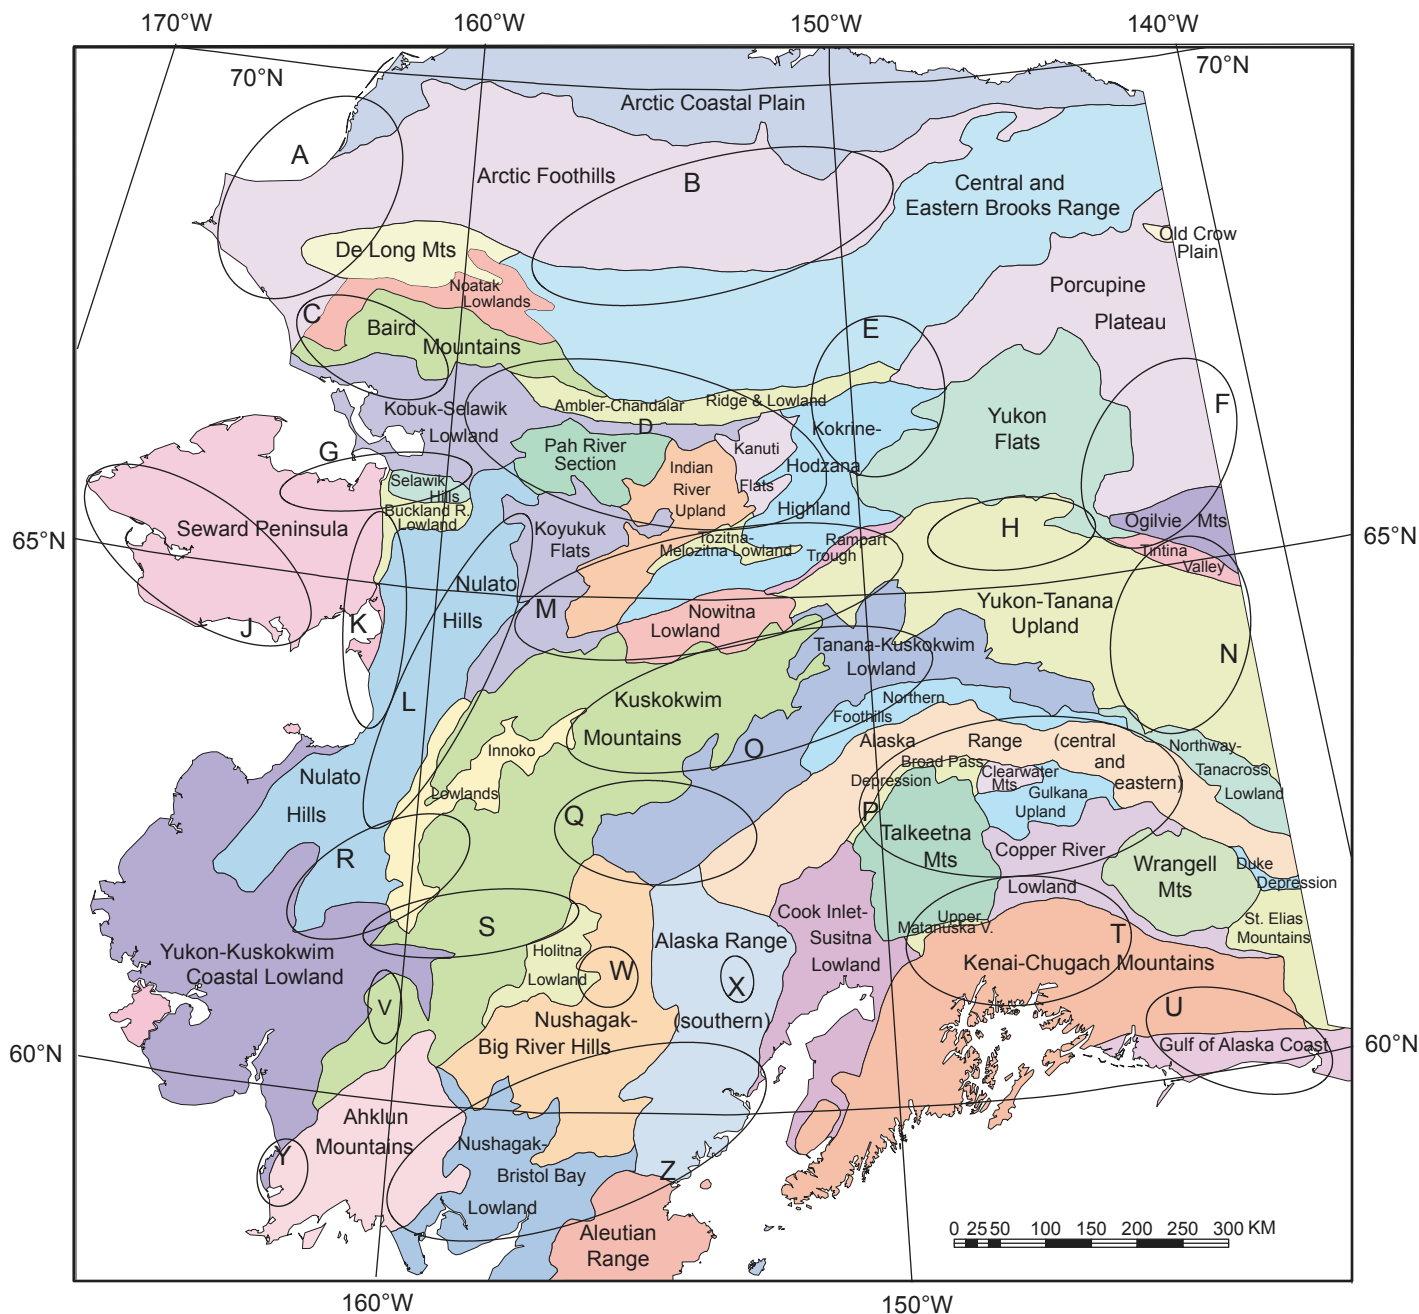 170°W
160°W
150°W
140°W
70°N
70°N
Arctic Coastal Plain
A
Arctic Foothills
B
Central and
Eastern Brooks Range
Old Crow
Plain
De Long Mts
Noatak
Lowlands
Porcupine
Plateau
C
Baird
Mountains
E
Ambler-Chandalar
Ridge & Lowland
F
Kobuk-Selawik
Lowland
D
Kokrine-
Hodzana
Highland
Yukon
Flats
G
Pah River
Section
Kanuti
Flats
Indian
River
Upland
Selawik
Hills
Buckland R.
Lowland
Seward Peninsula
Koyukuk
Flats
H
Ogilvie Mts
65°N
65°N
Tozitna-
Melozitna Lowland
Rampart
Trough
Tintina
Valley
Nulato
Hills
M
Nowitna
Lowland
Yukon-Tanana
Upland
J
K
Tanana-Kuskokwim
Lowland
N
L
Kuskokwim
Mountains
Northern
Foothills
Innoko
Lowlands
O
Alaska Range (central
and
eastern)
Northway-
Tanacross
Lowland
Broad Pass
Depression
Clearwater
Mts
Gulkana
Upland
Nulato
Hills
P
Q
Talkeetna
Mts
Copper River
Lowland
R
Wrangell
Mts
Duke
Depression
S
Cook Inlet-
Susitna
Lowland
Upper
Matanuska V.
St. Elias
Mountains
T
Yukon-Kuskokwim
Coastal Lowland
Holitna
Lowland
W
Alaska Range
(southern)
X
Kenai-Chugach Mountains
V
Nushagak-
Big River Hills
U
Gulf of Alaska Coast
60°N
60°N
Ahklun
Mountains
Y
Nushagak-
Bristol Bay
Lowland
Z
Aleutian
Range
0 25 50 100 150 200 250 300 KM
160°W
150°W